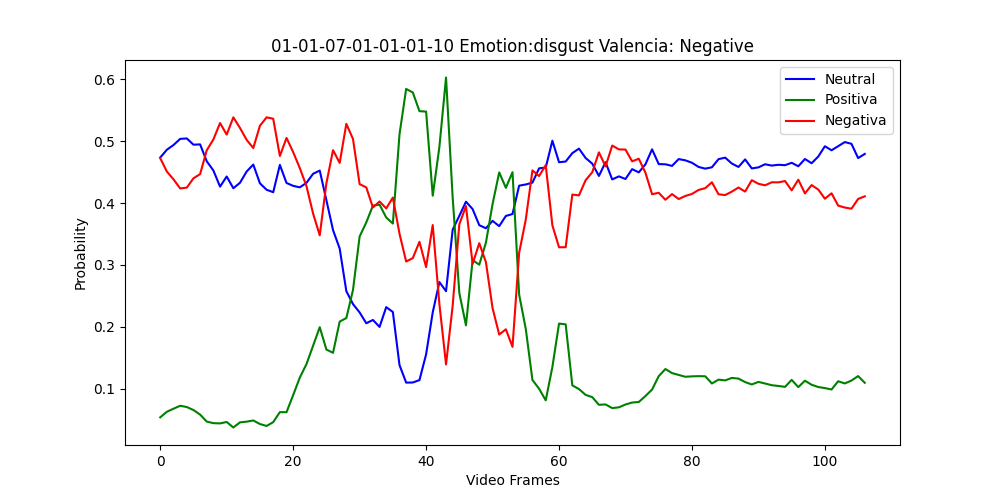 01-01-07-01-01-01-10 Emotion:disgust Valencia: Negative
Neutral
Positiva
Negativa
0.6
0.5
0.4
0.3
0.2
0.1
Probability
0
20
40
60
80
100
Video Frames